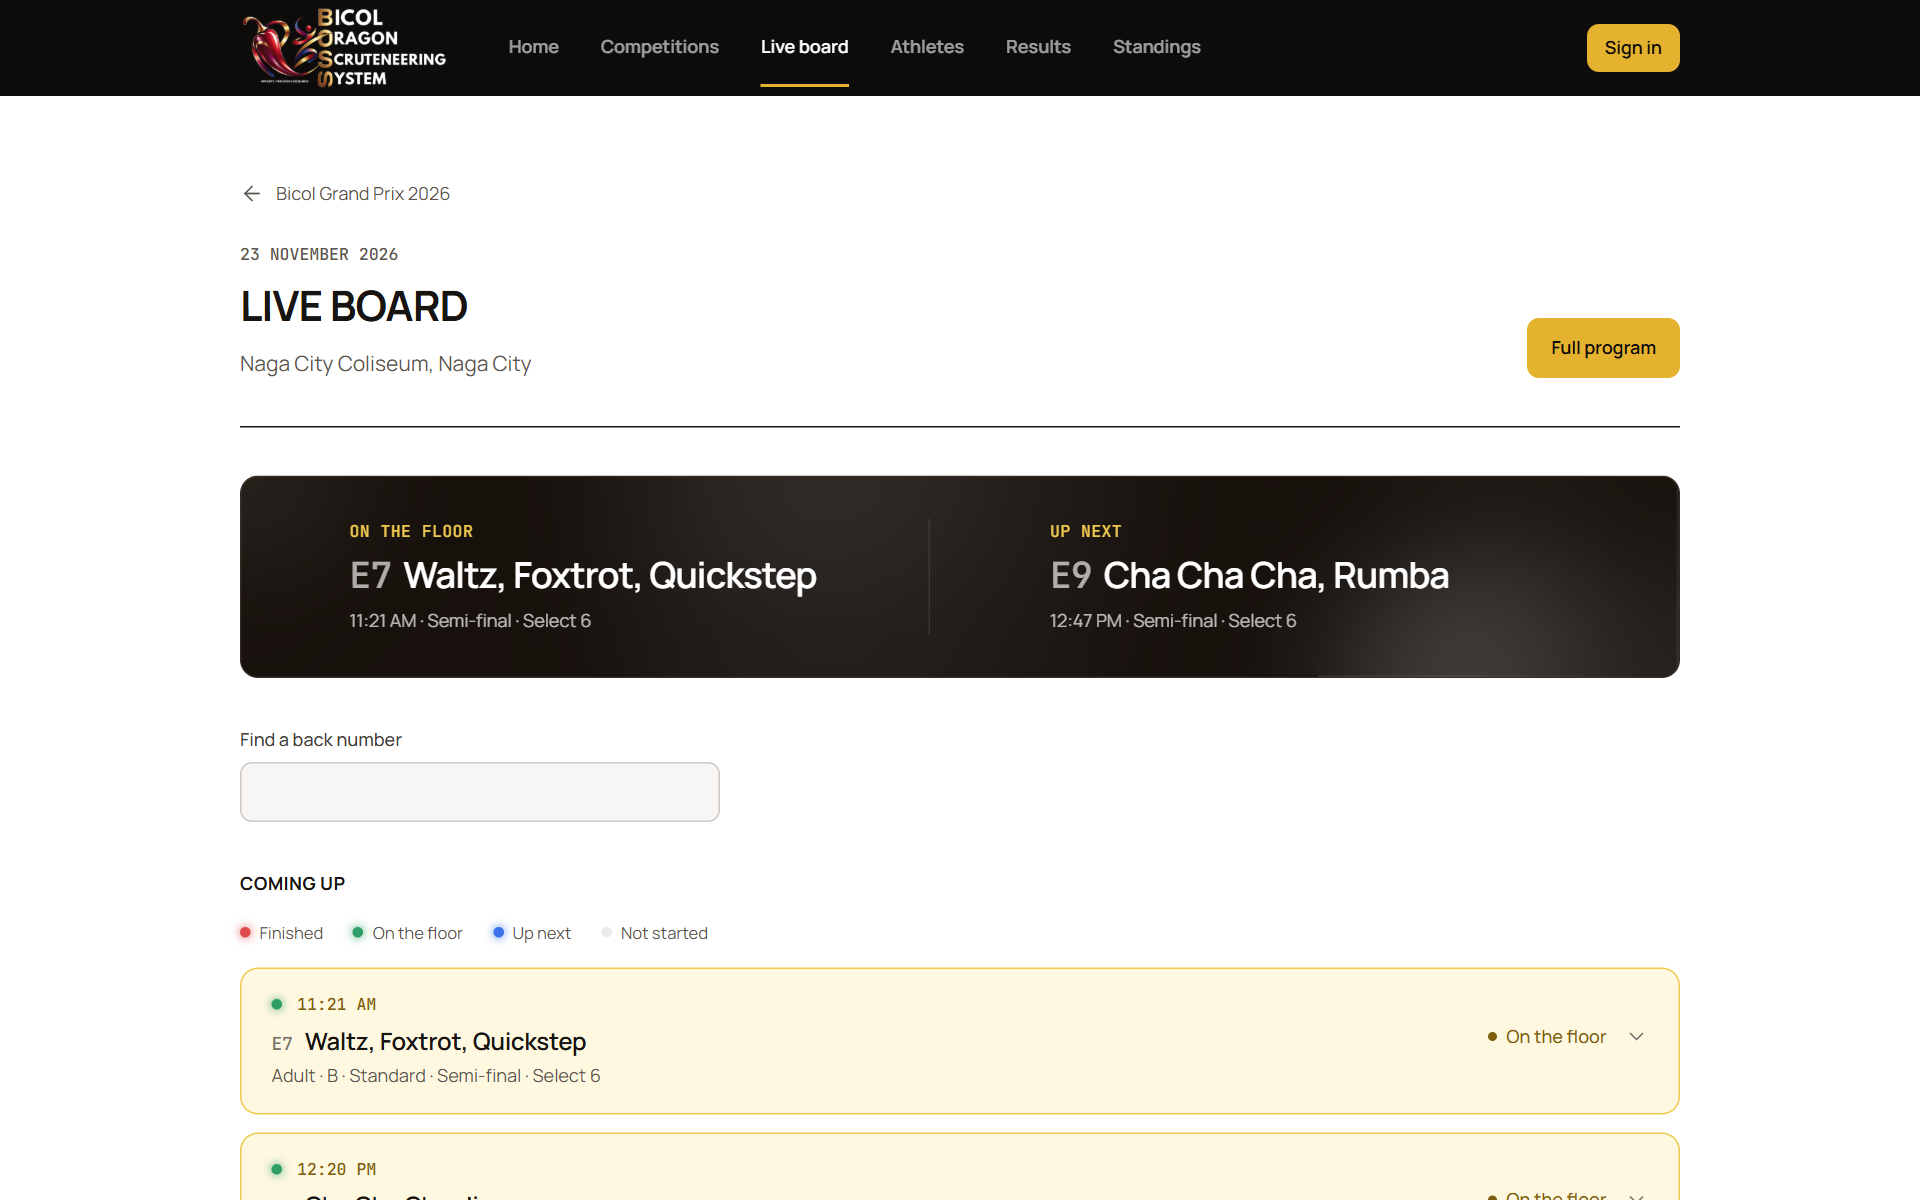 BICOL
ORAGON
SCRUTENEERING
SYSTEM
Home
Competitions
Live board
Athletes
Results
Standings
Sign in
Bicol Grand Prix 2026
23 NOVEMBER 2026
LIVE BOARD
Naga City Coliseum, Naga City
Full program
ON THE FLOOR
E7 Waltz, Foxtrot, Quickstep
11:21 AM · Semi-final · Select 6
UP NEXT
E9 Cha Cha Cha, Rumba
12:47 PM · Semi-final · Select 6
Find a back number
COMING UP
Finished
On the floor
Up next
Not started
11:21 AM
E7 Waltz, Foxtrot, Quickstep
Adult · B · Standard · Semi-final · Select 6
On the floor
12:20 PM
On the floor